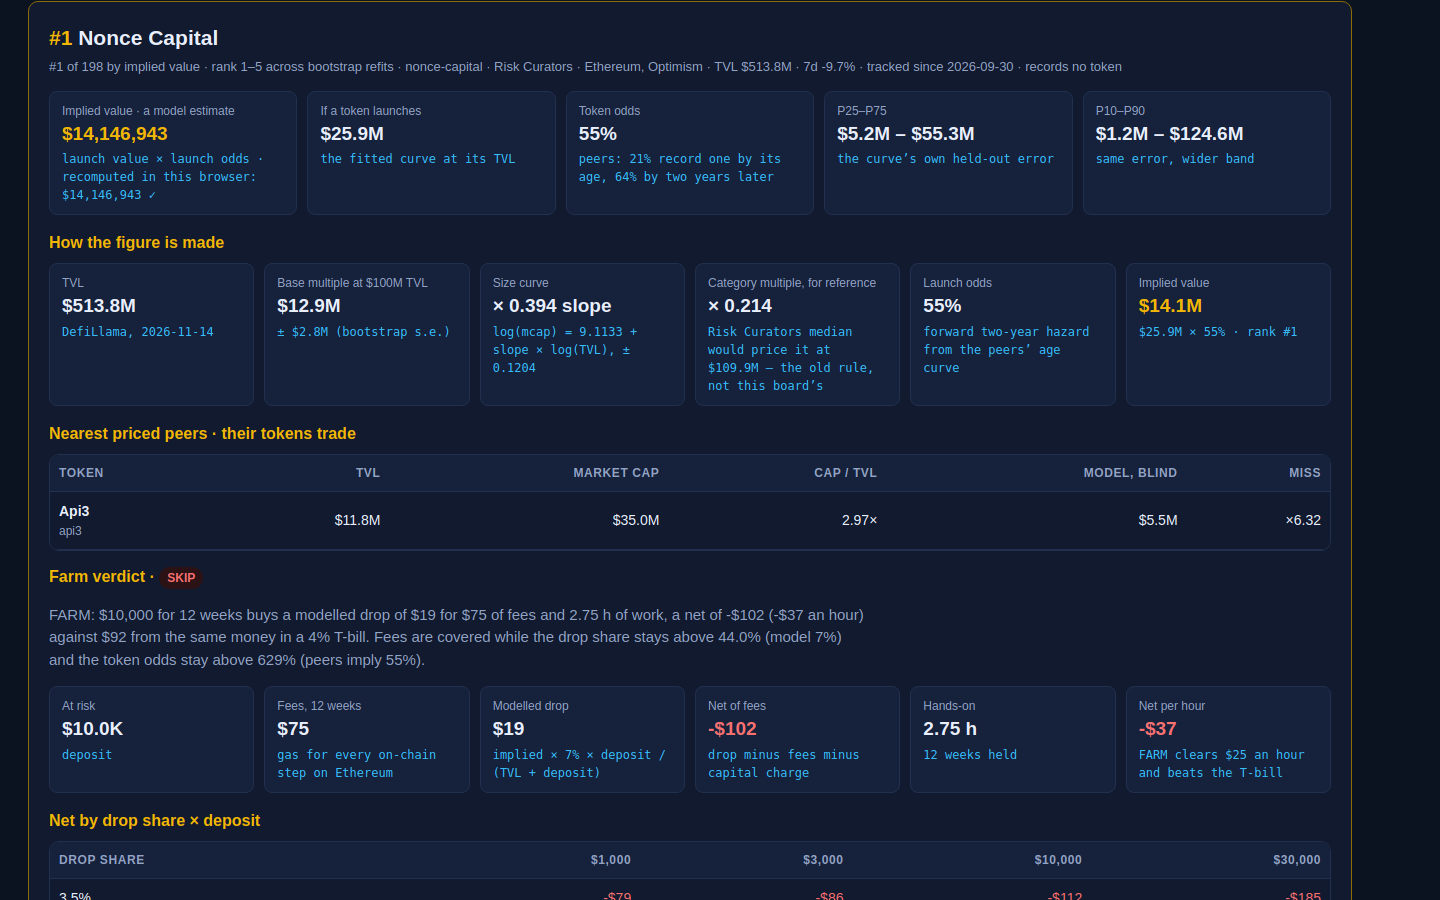 #1 Nonce Capital
#1 of 198 by implied value · rank 1–5 across bootstrap refits · nonce-capital · Risk Curators · Ethereum, Optimism · TVL $513.8M · 7d -9.7% · tracked since 2026-09-30 · records no token
Implied value · a model estimate
$14,146,943
launch value × launch odds ·
recomputed in this browser:
$14,146,943 ✓
If a token launches
$25.9M
the fitted curve at its TVL
Token odds
55%
peers: 21% record one by its
age, 64% by two years later
P25–P75
$5.2M – $55.3M
the curve’s own held-out error
P10–P90
$1.2M – $124.6M
same error, wider band
How the figure is made
TVL
$513.8M
DefiLlama, 2026-11-14
Base multiple at $100M TVL
$12.9M
± $2.8M (bootstrap s.e.)
Size curve
× 0.394 slope
log(mcap) = 9.1133 +
slope × log(TVL), ±
0.1204
Category multiple, for reference
× 0.214
Risk Curators median
would price it at
$109.9M — the old rule,
not this board’s
Launch odds
55%
forward two-year hazard
from the peers’ age
curve
Implied value
$14.1M
$25.9M × 55% · rank #1
Nearest priced peers · their tokens trade
TOKEN TVL MARKET CAP CAP / TVL MODEL, BLIND MISS
Api3 $11.8M $35.0M 2.97× $5.5M ×6.32
api3
Farm verdict · SKIP
FARM: $10,000 for 12 weeks buys a modelled drop of $19 for $75 of fees and 2.75 h of work, a net of -$102 (-$37 an hour)
against $92 from the same money in a 4% T-bill. Fees are covered while the drop share stays above 44.0% (model 7%)
and the token odds stay above 629% (peers imply 55%).
At risk
$10.0K
deposit
Fees, 12 weeks
$75
gas for every on-chain
step on Ethereum
Modelled drop
$19
implied × 7% × deposit /
(TVL + deposit)
Net of fees
-$102
drop minus fees minus
capital charge
Hands-on
2.75 h
12 weeks held
Net per hour
-$37
FARM clears $25 an hour
and beats the T-bill
Net by drop share × deposit
DROP SHARE $1,000 $3,000 $10,000 $30,000
3.5% -$79 -$86 -$112 -$185